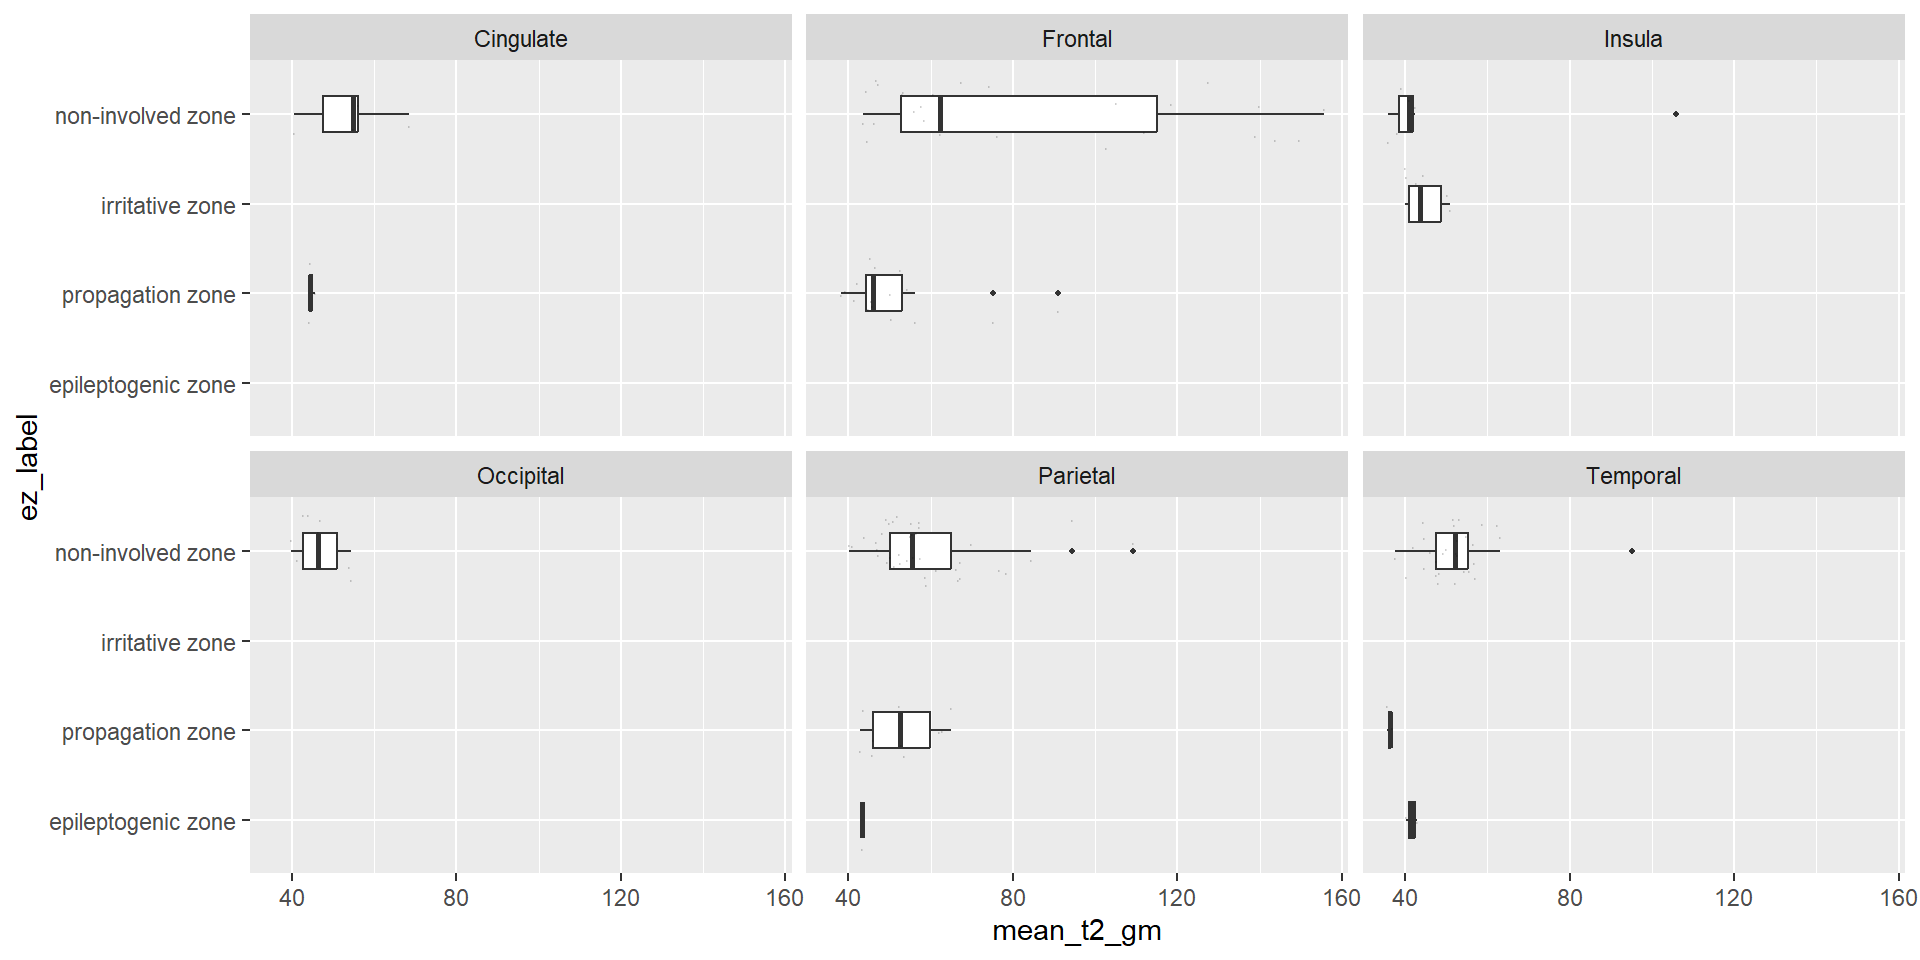 Cingulate Frontal Insula
non-involved zone
irritative zone
propagation zone
epileptogenic zone
ez_label
Occipital Parietal Temporal
non-involved zone
irritative zone
propagation zone
epileptogenic zone
40 80 120 160 40 80 120 160 40 80 120 160
mean_t2_gm